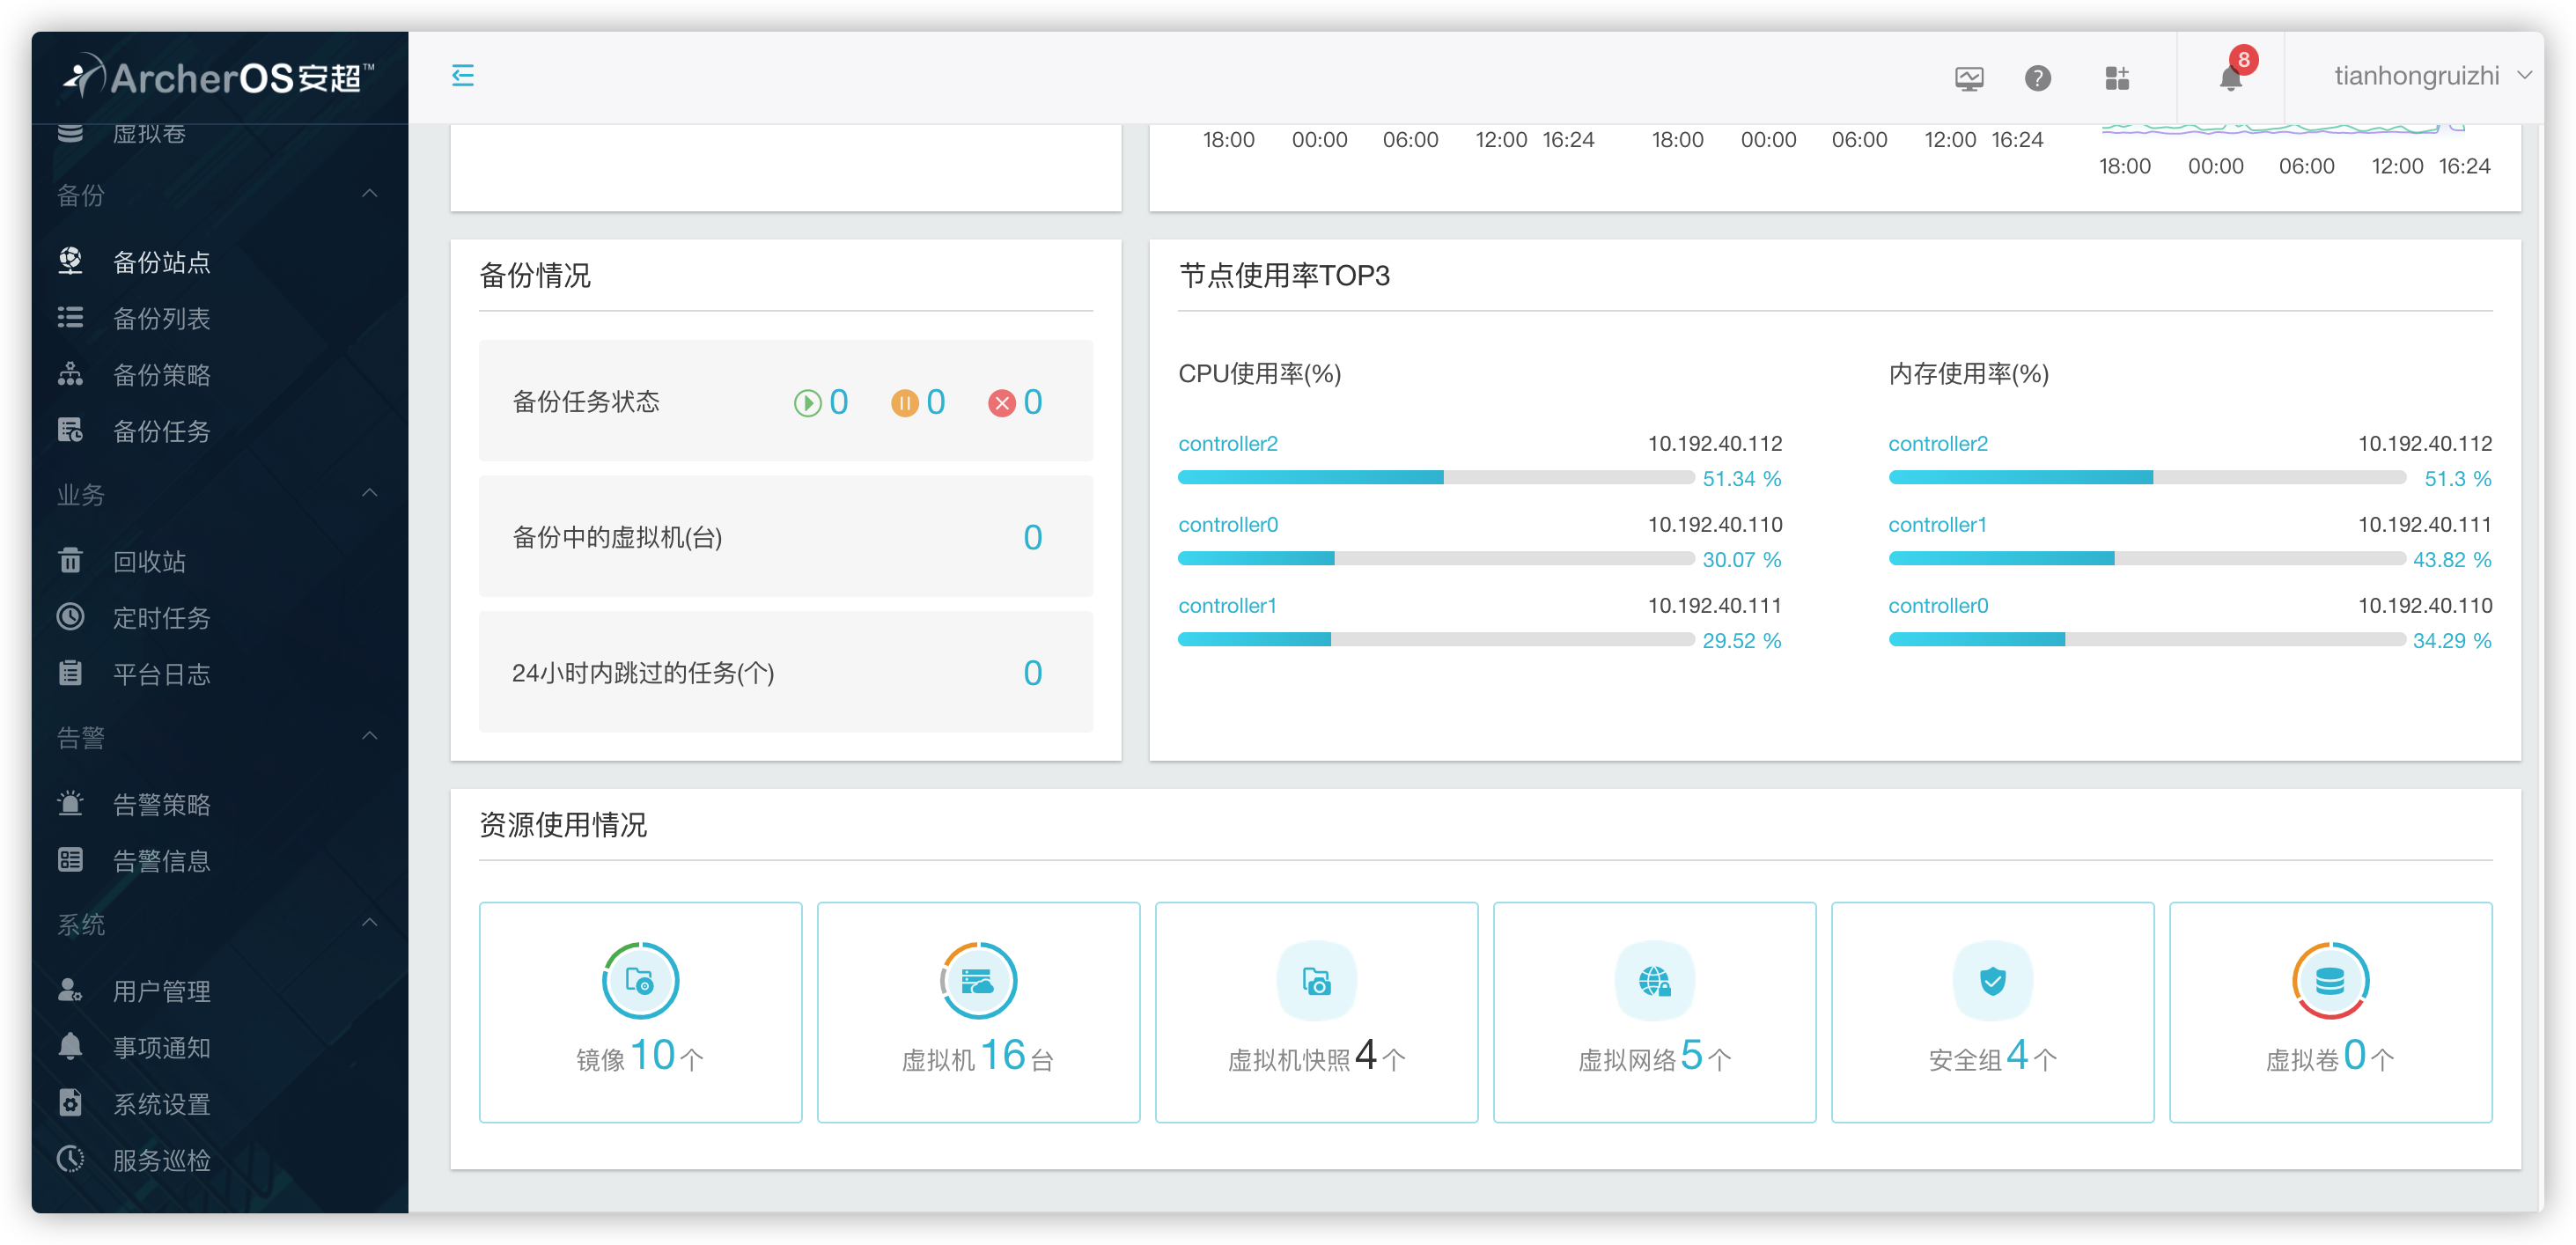 ArcherOS安超™
8
tianhongruizhi
虚拟卷
备份
备份站点
备份列表
备份策略
备份任务
业务
回收站
定时任务
平台日志
告警
告警策略
告警信息
系统
用户管理
事项通知
系统设置
服务巡检
18:00 00:00 06:00 12:00 16:24
18:00 00:00 06:00 12:00 16:24
18:00 00:00 06:00 12:00 16:24
备份情况
备份任务状态 0 0 0
备份中的虚拟机(台) 0
24小时内跳过的任务(个) 0
节点使用率TOP3
CPU使用率(%)
controller2 10.192.40.112
51.34 %
controller0 10.192.40.110
30.07 %
controller1 10.192.40.111
29.52 %
内存使用率(%)
controller2 10.192.40.112
51.3 %
controller1 10.192.40.111
43.82 %
controller0 10.192.40.110
34.29 %
资源使用情况
镜像10个
虚拟机16台
虚拟机快照4个
虚拟网络5个
安全组4个
虚拟卷0个